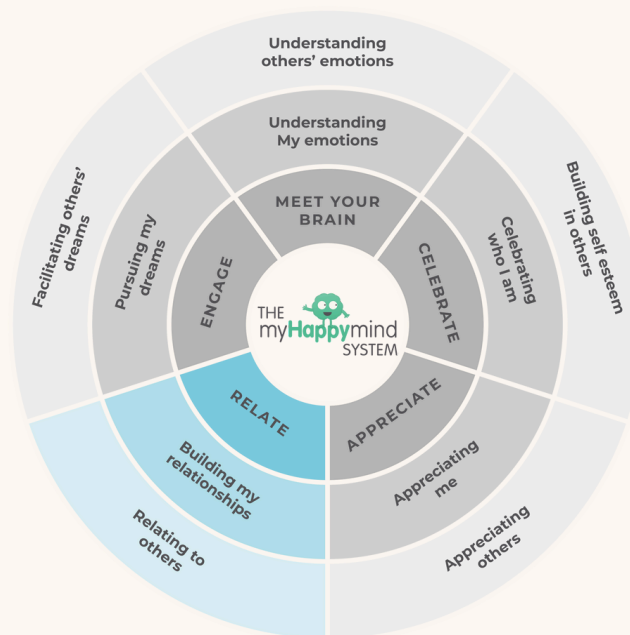 Understanding
others' emotions
Understanding
My emotions
MEET YOUR
BRAIN
Facilitating others'
dreams
Pursuing my
dreams
ENGAGE
CELEBRATE
Celebrating
who I am
Building self esteem
in others
THE
myHappymind
SYSTEM
RELATE
APPRECIATE
Building my
relationships
Appreciating
me
Relating to
others
Appreciating
others